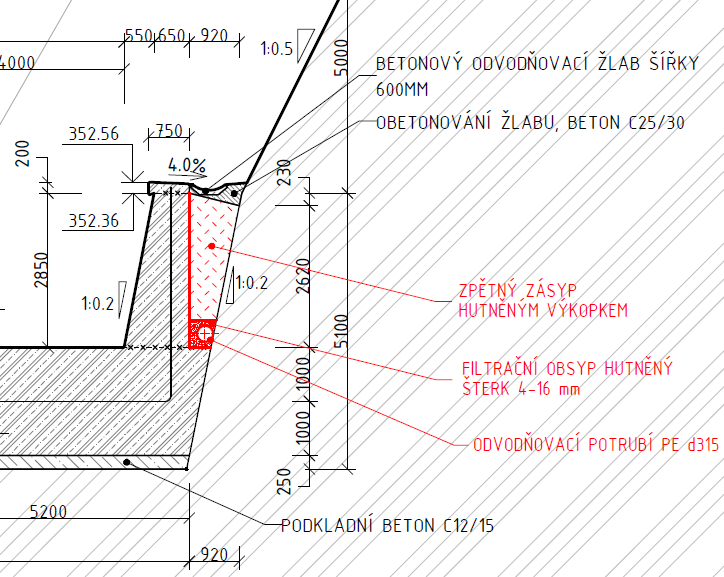 550 650 920
1:0.5
5000
4000
BETONOVÝ ODVODŇOVACÍ ŽLAB ŠÍŘKY
600MM
OBETONOVÁNÍ ŽLABU, BETON C25/30
352.56
750
200
4.0%
230
352.36
2850
2620
1:0.2
1:0.2
ZPĚTNÝ ZÁSYP
HUTNĚNÝM VÝKOPKEM
5100
FILTRAČNÍ OBSYP HUTNĚNÝ
ŠTERK 4-16 mm
1000
1000
ODVODŇOVACÍ POTRUBÍ PE d315
250
5200
PODKLADNÍ BETON C12/15
920